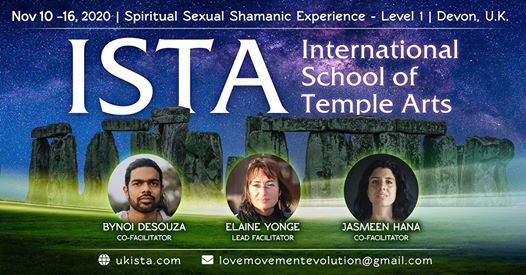 Nov 10 -16, 2020 | Spiritual Sexual Shamanic Experience - Level 1 | Devon, U.K.
ISTA
International
School of
Temple Arts
BYNOI DESOUZA
CO-FACILITATOR
ELAINE YONGE
LEAD FACILITATOR
JASMEEN HANA
CO-FACILITATOR
ukista.com
lovemovementevolution@gmail.com